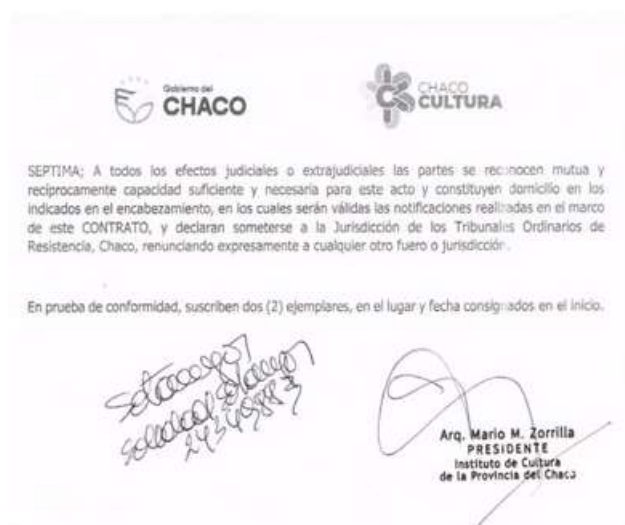 Gobierno del
CHACO
CHACO
CULTURA
SEPTIMA; A todos los efectos judiciales o extrajudiciales las partes se reconocen mutua y
recíprocamente capacidad suficiente y necesaria para este acto y constituyen domicilio en los
indicados en el encabezamiento, en los cuales serán válidas las notificaciones realizadas en el marco
de este CONTRATO, y declaran someterse a la Jurisdicción de los Tribunales Ordinarios de
Resistencia, Chaco, renunciando expresamente a cualquier otro fuero o jurisdicción.
En prueba de conformidad, suscriben dos (2) ejemplares, en el lugar y fecha consignados en el inicio.
Soledad
Arq. Mario M. Zorrilla
PRESIDENTE
Instituto de Cultura
de la Provincia del Chaco